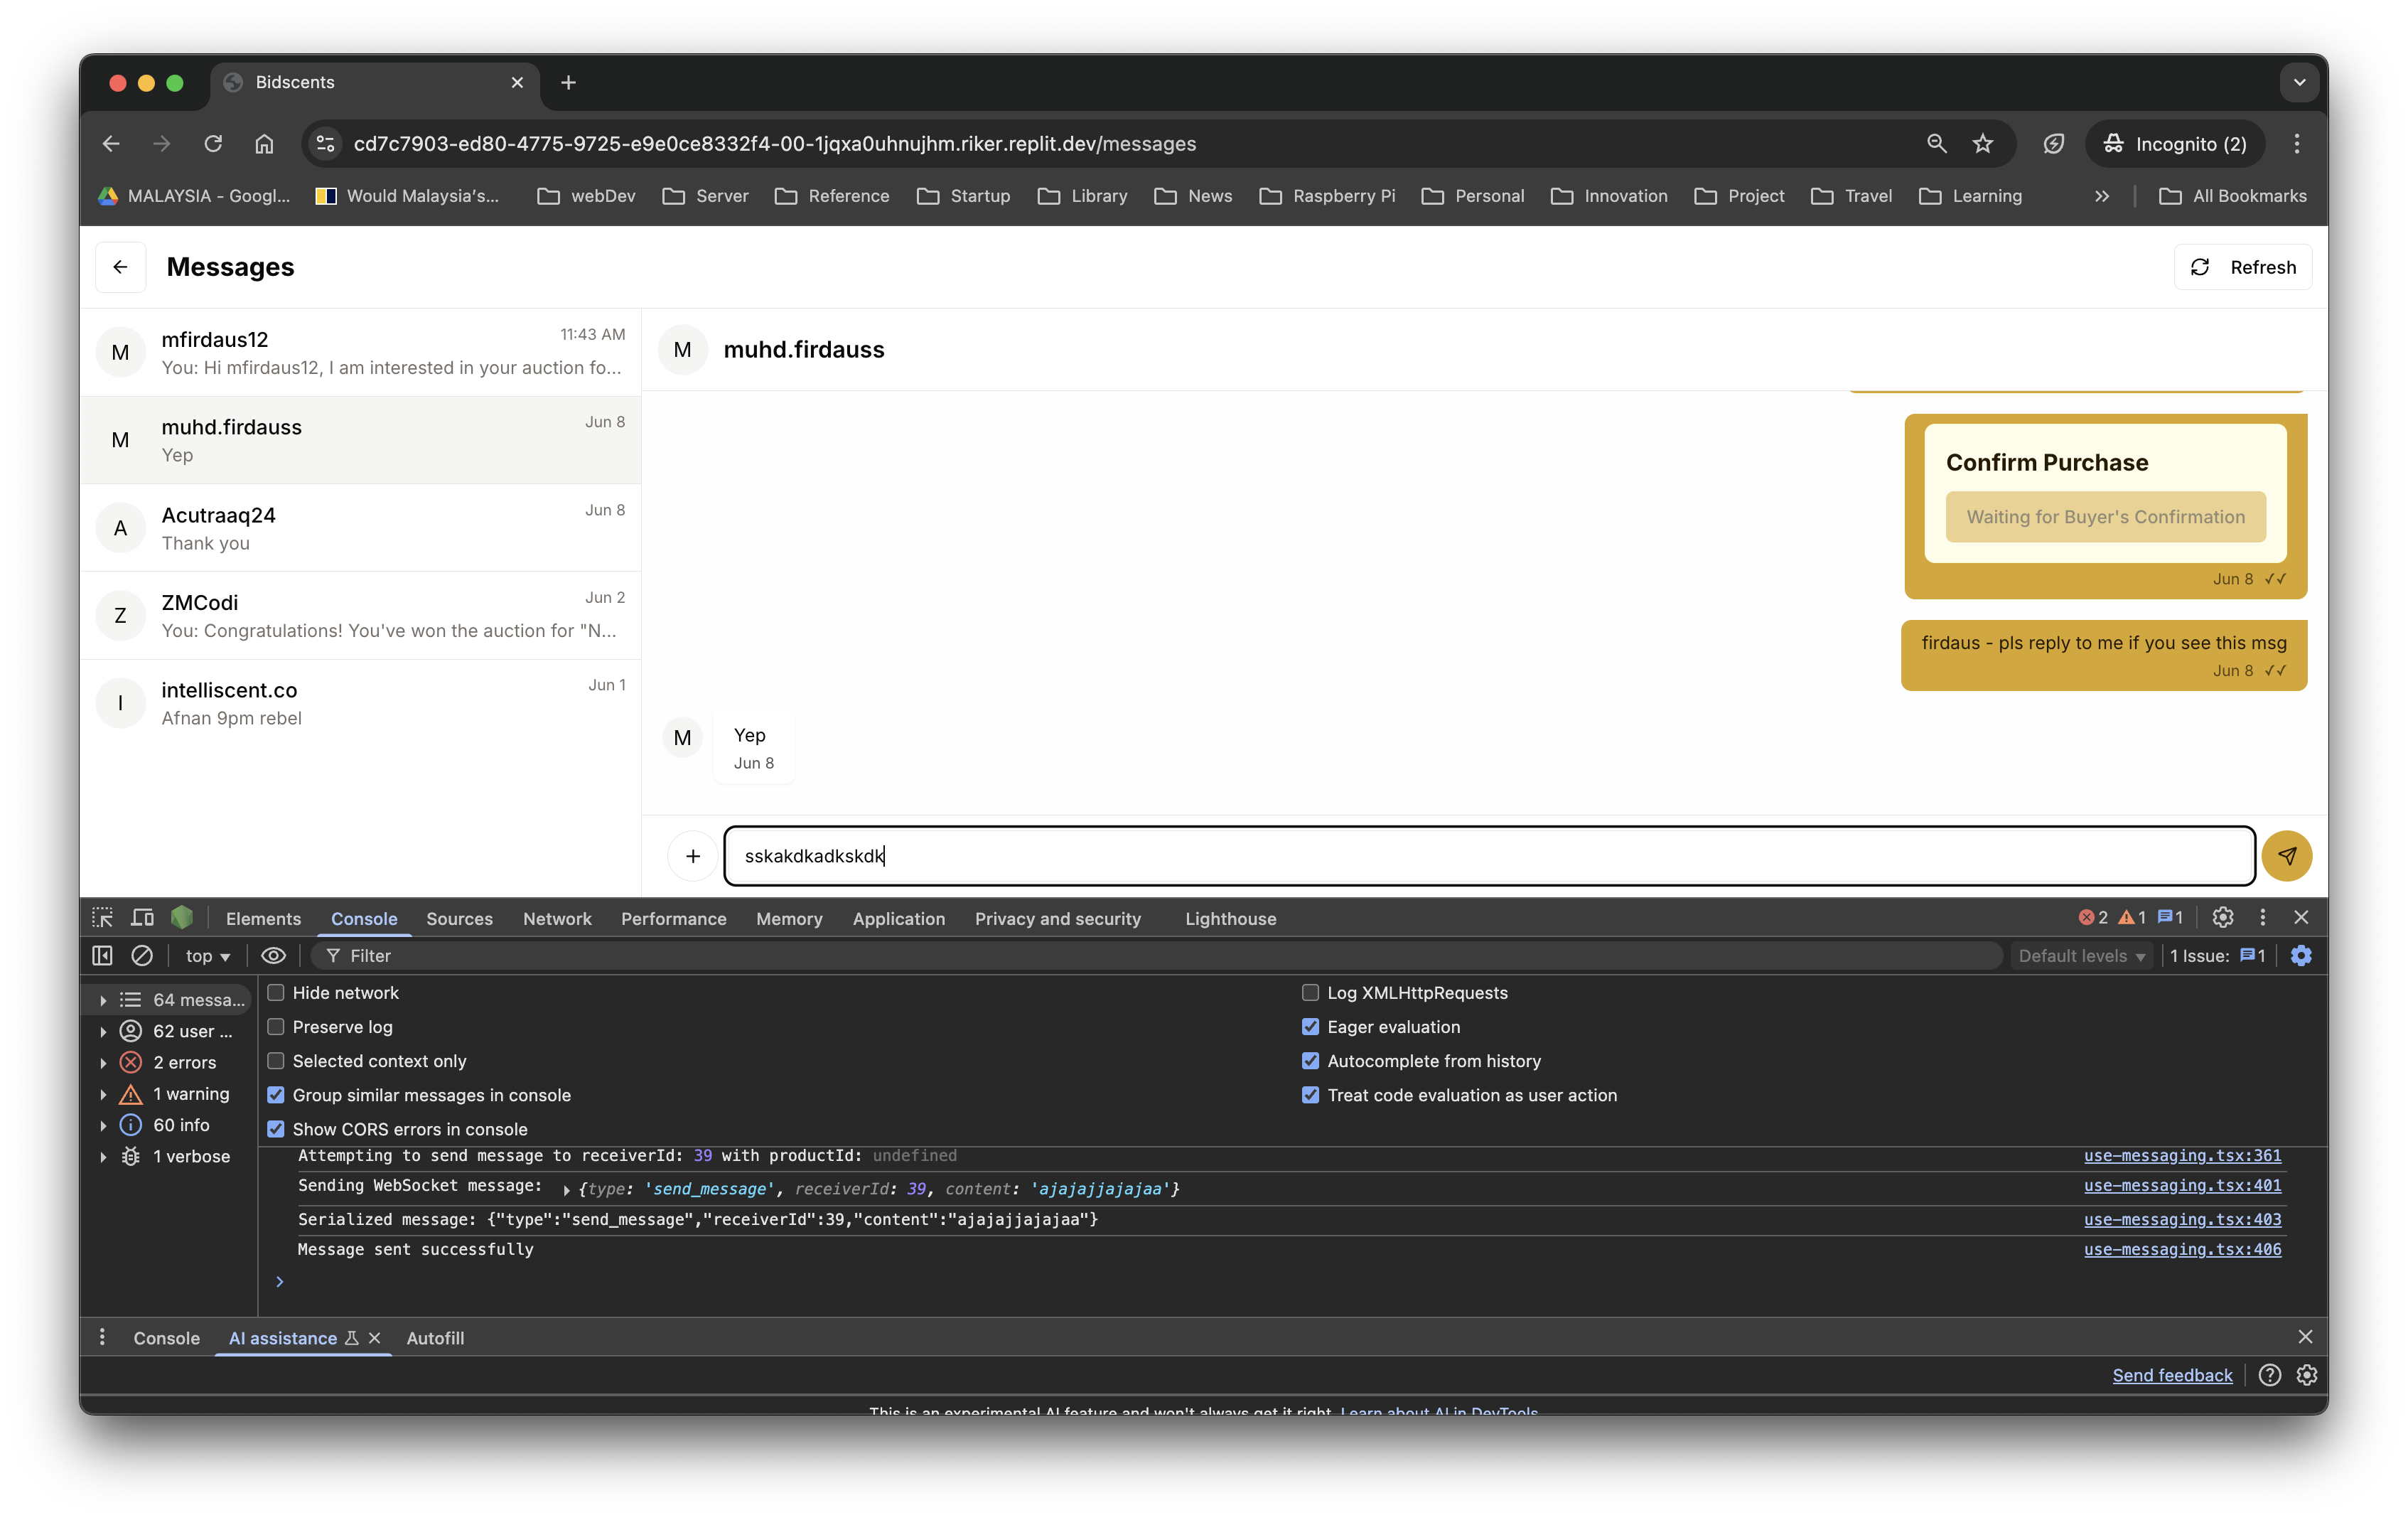 Bidscents
cd7c7903-ed80-4775-9725-e9e0ce8332f4-00-1jqxa0uhnujhm.riker.replit.dev/messages
Incognito (2)
MALAYSIA - Googl...
Would Malaysia's...
webDev
Server
Reference
Startup
Library
News
Raspberry Pi
Personal
Innovation
Project
Travel
Learning
All Bookmarks
Messages
Refresh
M
mfirdaus12
11:43 AM
You: Hi mfirdaus12, I am interested in your auction fo...
M
muhd.firdauss
Jun 8
Yep
A
Acutraaq24
Jun 8
Thank you
Z
ZMCodi
Jun 2
You: Congratulations! You've won the auction for "N...
I
intelliscent.co
Jun 1
Afnan 9pm rebel
M
muhd.firdauss
Confirm Purchase
Waiting for Buyer's Confirmation
Jun 8 ✓✓
firdaus - pls reply to me if you see this msg
Jun 8 ✓✓
M
Yep
Jun 8
sskakdkadkskdk
Elements
Console
Sources
Network
Performance
Memory
Application
Privacy and security
Lighthouse
2
1
1
top
Filter
Default levels
1 Issue:
1
64 messa...
62 user ...
2 errors
1 warning
60 info
1 verbose
Hide network
Preserve log
Selected context only
Group similar messages in console
Show CORS errors in console
Log XMLHttpRequests
Eager evaluation
Autocomplete from history
Treat code evaluation as user action
Attempting to send message to receiverId: 39 with productId: undefined
use-messaging.tsx:361
Sending WebSocket message: {type: 'send_message', receiverId: 39, content: 'ajajajjajajaa'}
use-messaging.tsx:401
Serialized message: {"type":"send_message","receiverId":39,"content":"ajajajjajajaa"}
use-messaging.tsx:403
Message sent successfully
use-messaging.tsx:406
Console
AI assistance
Autofill
Send feedback
This is an experimental AI feature and won't always get it right. Learn about AI in DevTools